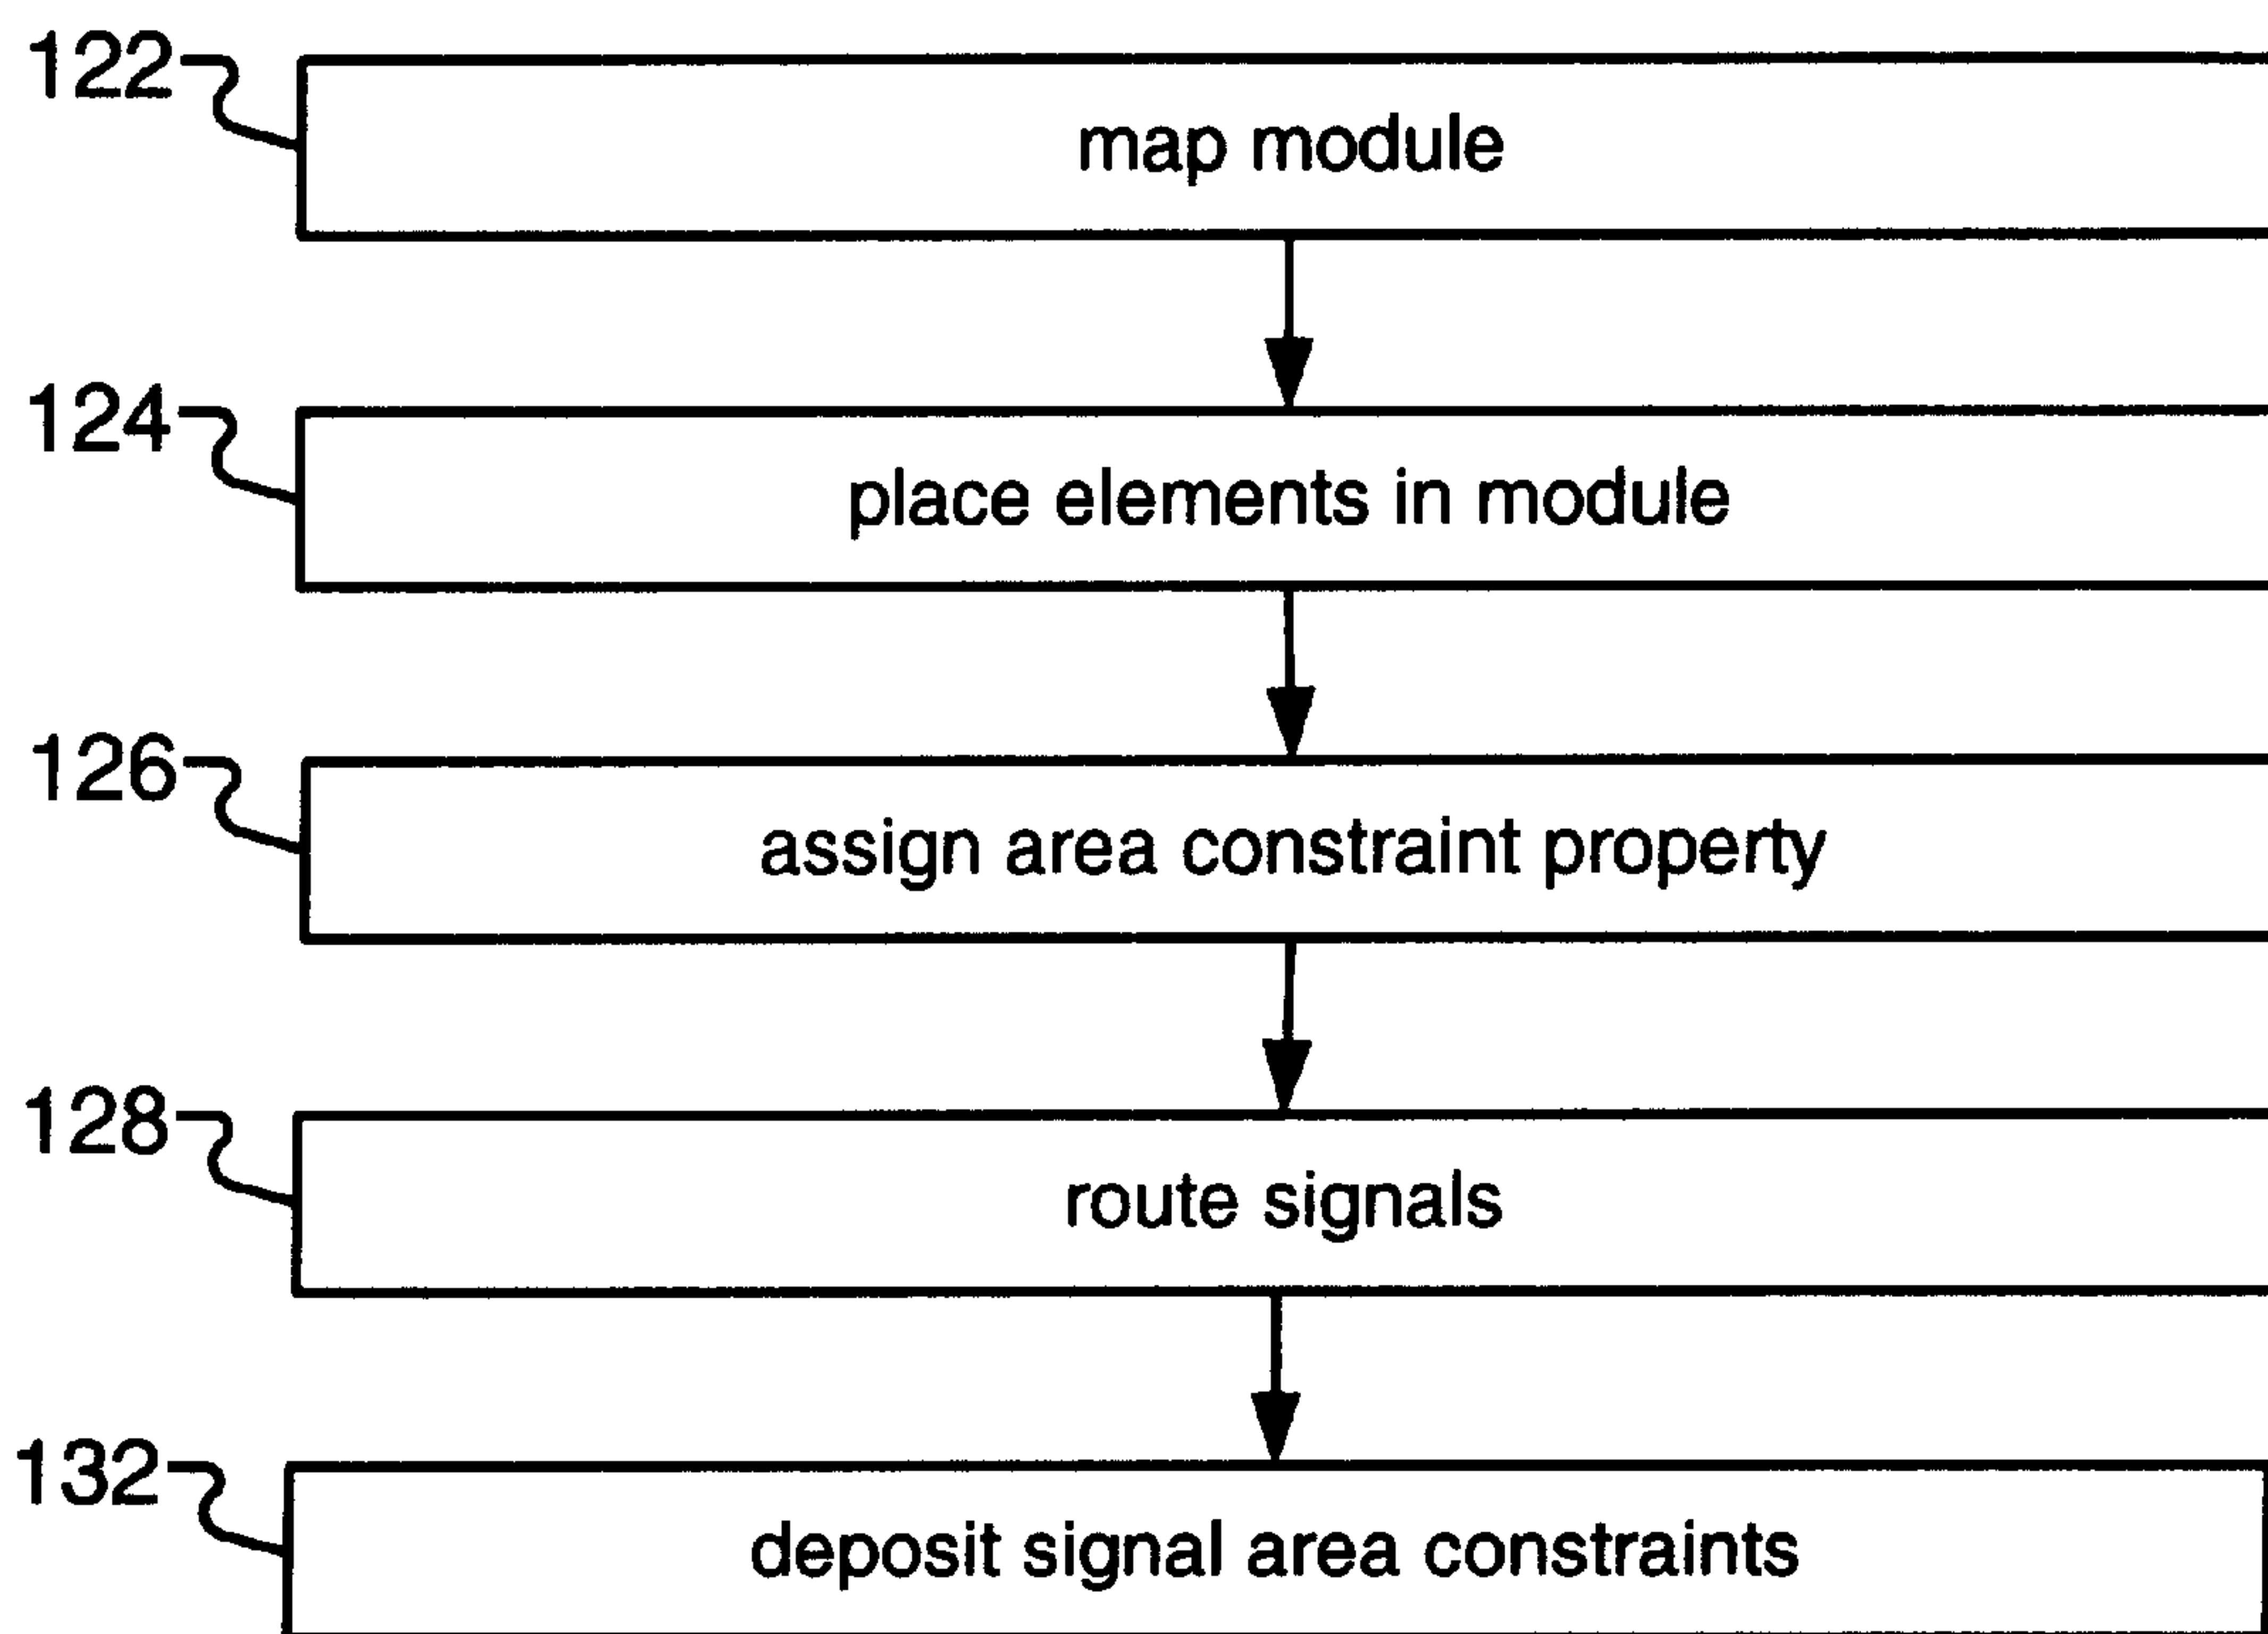 122
map module
124
place elements in module
126
assign area constraint property
128
route signals
132
deposit signal area constraints